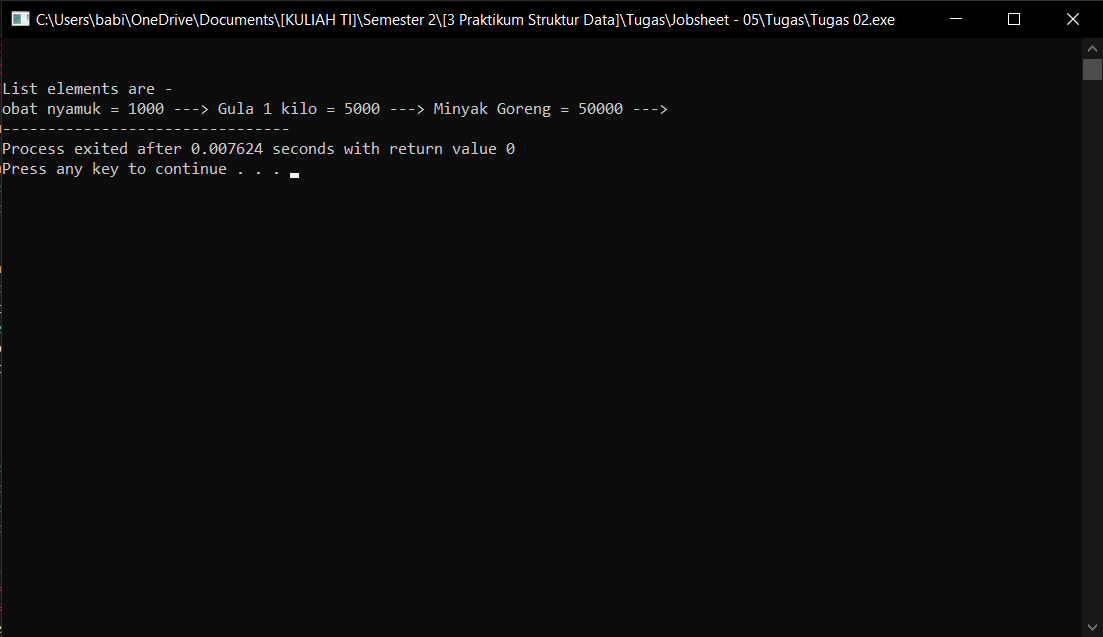 C:\Users\babi\OneDrive\Documents\[KULIAH TI]\Semester 2\[3 Praktikum Struktur Data]\Tugas\Jobsheet - 05\Tugas\Tugas 02.exe
List elements are -
obat nyamuk = 1000 ---> Gula 1 kilo = 5000 ---> Minyak Goreng = 50000 --->
--------------------------------
Process exited after 0.007624 seconds with return value 0
Press any key to continue . . .